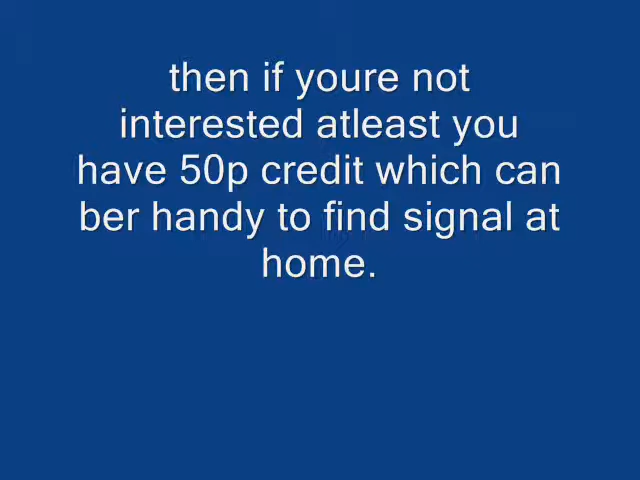 then if youre not
interested atleast you
have 50p credit which can
ber handy to find signal at
home.